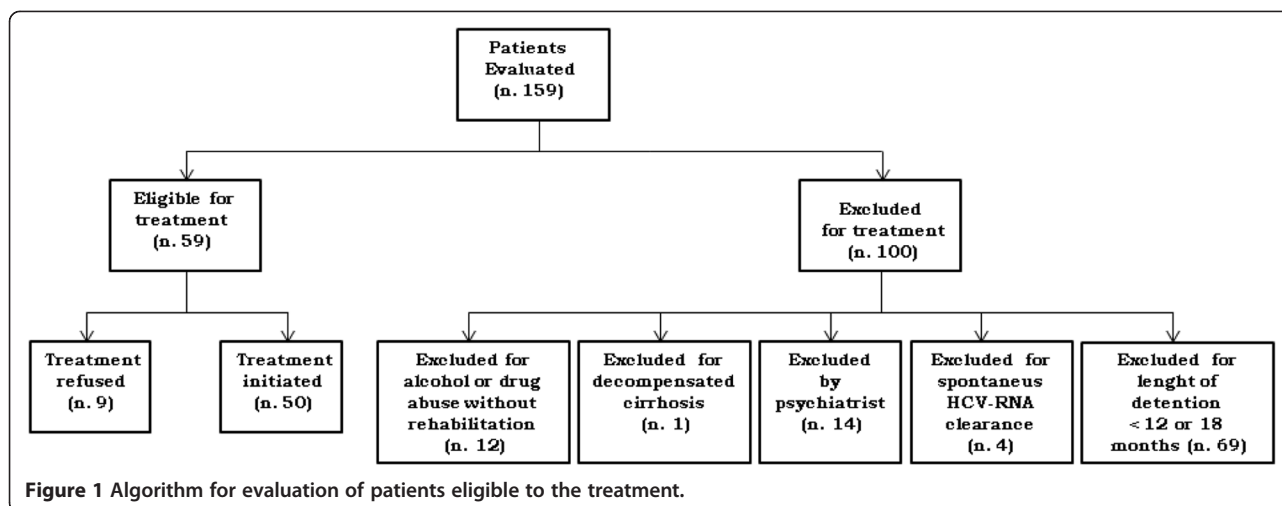 Patients
Evaluated
(n. 159)
Eligible for
treatment
(n. 59)
Excluded
for treatment
(n. 100)
Treatment
refused
(n. 9)
Treatment
initiated
(n. 50)
Excluded for
alcohol or drug
abuse without
rehabilitation
(n. 12)
Excluded for
decompensated
cirrhosis
(n. 1)
Excluded
by
psychiatrist
(n. 14)
Excluded for
spontaneus
HCV-RNA
clearance
(n. 4)
Excluded for
lenght of
detention
< 12 or 18
months (n. 69)
Figure 1 Algorithm for evaluation of patients eligible to the treatment.